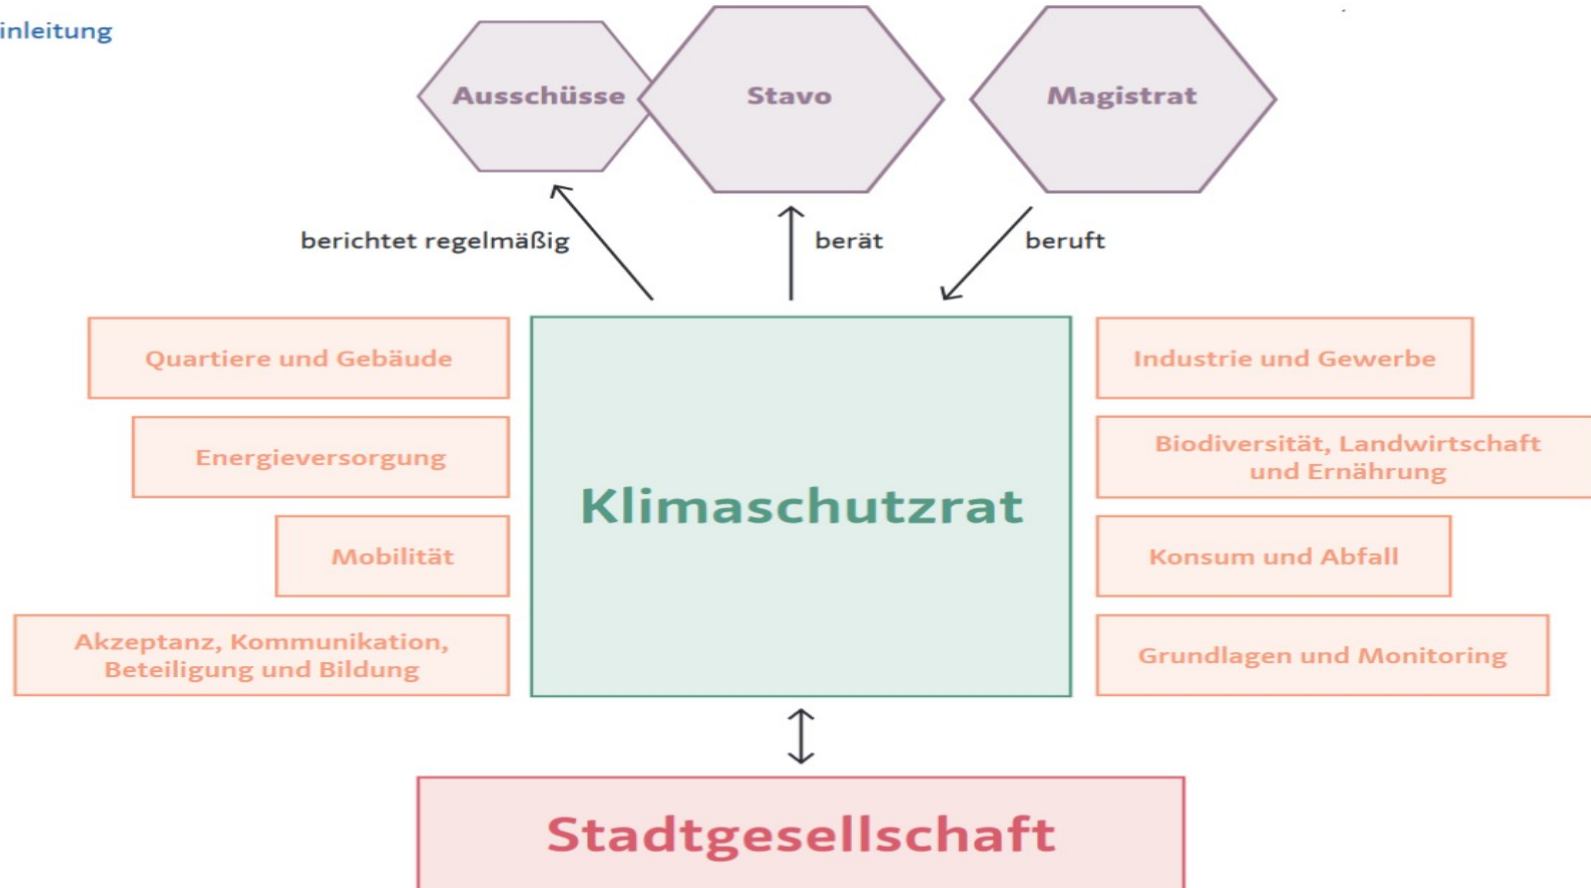 inleitung
Ausschüsse
Stavo
Magistrat
berichtet regelmäßig
berät
beruft
Quartiere und Gebäude
Energieversorgung
Mobilität
Akzeptanz, Kommunikation,
Beteiligung und Bildung
Klimaschutzrat
Industrie und Gewerbe
Biodiversität, Landwirtschaft
und Ernährung
Konsum und Abfall
Grundlagen und Monitoring
Stadtgesellschaft